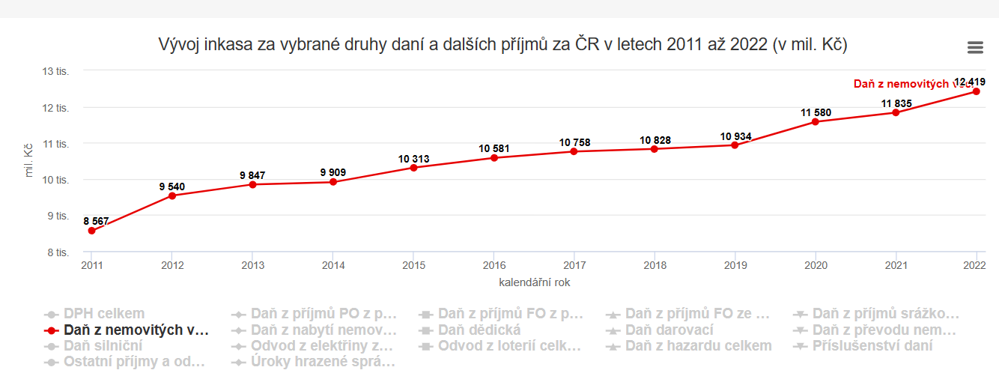 Vývoj inkasa za vybrané druhy daní a dalších příjmů za ČR v letech 2011 až 2022 (v mil. Kč)
13 tis.
12 tis.
11 tis.
10 tis.
9 tis.
8 tis.
mil. Kč
Daň z nemovitých
8 567
9 540
9 847
9 909
10 313
10 581
10 758
10 828
10 934
11 580
11 835
12 419
2011 2012 2013 2014 2015 2016 2017 2018 2019 2020 2021 2022
kalendářní rok
DPH celkem Daň z příjmů PO z p… Daň z příjmů FO z p… Daň z příjmů FO ze … Daň z příjmů srážko…
Daň z nemovitých v… Daň z nabytí nemov… Daň dědická Daň darovací Daň z převodu nem…
Daň silniční Odvod z elektřiny z… Odvod z loterií celk… Daň z hazardu celkem Příslušenství daní
Ostatní příjmy a od… Úroky hrazené sprá…